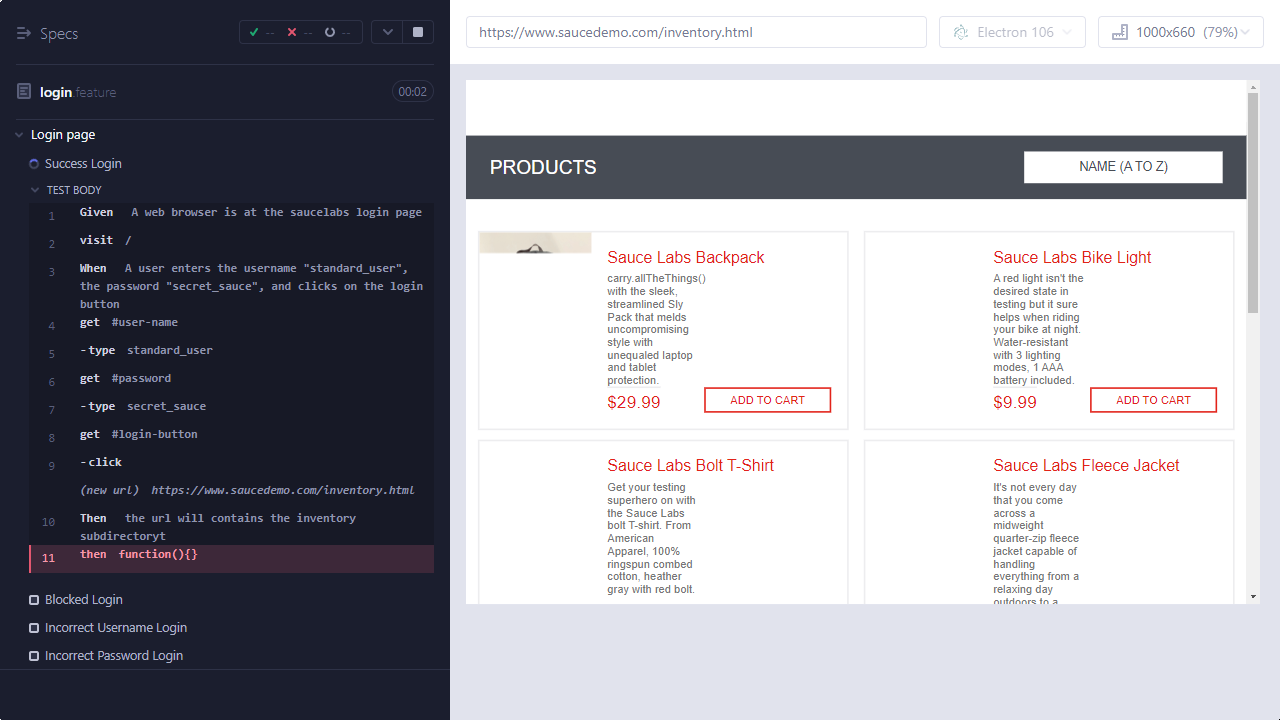 Specs
-- -- --
login.feature
00:02
Login page
Success Login
TEST BODY
1 Given A web browser is at the saucelabs login page
2 visit /
3 When A user enters the username "standard_user",
the password "secret_sauce", and clicks on the login
button
4 get #user-name
5 -type standard_user
6 get #password
7 -type secret_sauce
8 get #login-button
9 -click
(new url) https://www.saucedemo.com/inventory.html
10 Then the url will contains the inventory
subdirectoryt
11 then function(){}
Blocked Login
Incorrect Username Login
Incorrect Password Login
https://www.saucedemo.com/inventory.html
Electron 106
1000x660 (79%)
PRODUCTS
NAME (A TO Z)
Sauce Labs Backpack
carry.allTheThings()
with the sleek,
streamlined Sly
Pack that melds
uncompromising
style with
unequaled laptop
and tablet
protection.
$29.99
ADD TO CART
Sauce Labs Bike Light
A red light isn't the
desired state in
testing but it sure
helps when riding
your bike at night.
Water-resistant
with 3 lighting
modes, 1 AAA
battery included.
$9.99
ADD TO CART
Sauce Labs Bolt T-Shirt
Get your testing
superhero on with
the Sauce Labs
bolt T-shirt. From
American
Apparel, 100%
ringspun combed
cotton, heather
gray with red bolt.
Sauce Labs Fleece Jacket
It's not every day
that you come
across a
midweight
quarter-zip fleece
jacket capable of
handling
everything from a
relaxing day
outdoors to a